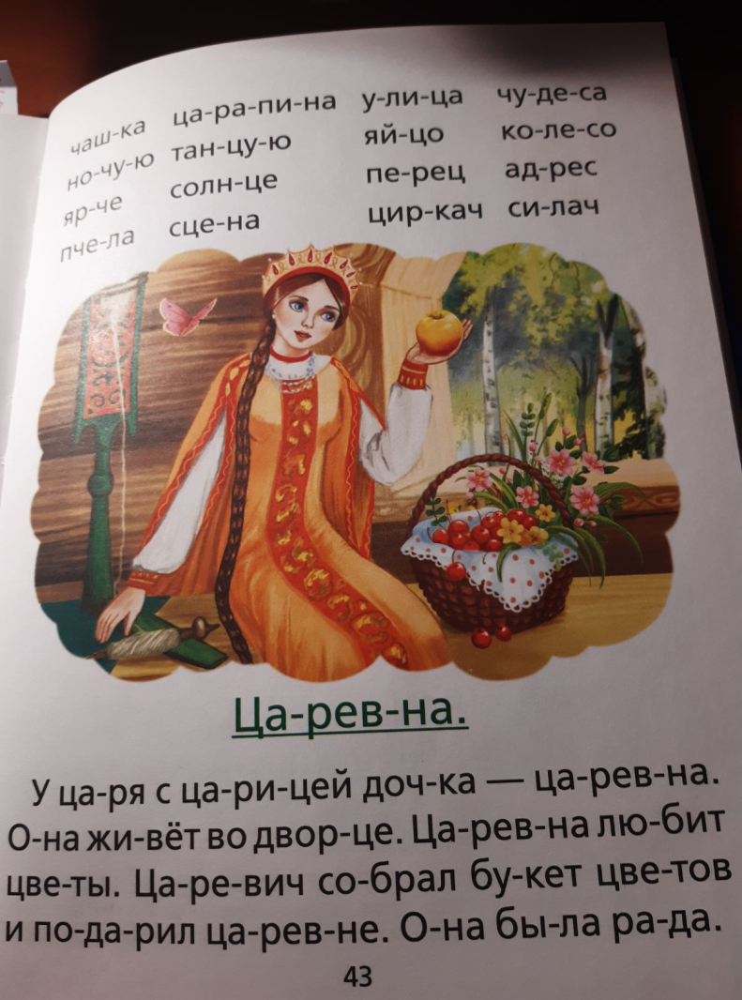 чаш-ка ца-ра-пи-на у-ли-ца чу-де-са
но-чу-ю тан-цу-ю яй-цо ко-ле-со
яр-че солн-це пе-рец ад-рес
пче-ла сце-на цир-кач си-лач
Ца-рев-на.
У ца-ря с ца-ри-цей доч-ка — ца-рев-на.
О-на жи-вёт во двор-це. Ца-рев-на лю-бит
цве-ты. Ца-ре-вич со-брал бу-кет цве-тов
и по-да-рил ца-рев-не. О-на бы-ла ра-да.
43